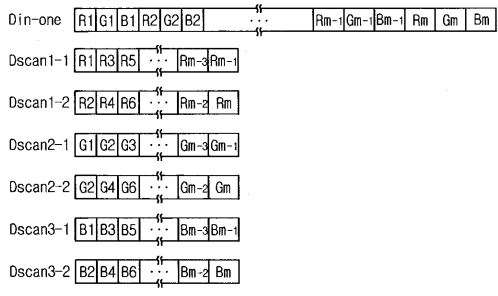 Din-one R1 G1 B1 R2 G2 B2 ··· Rm-1 Gm-1 Bm-1 Rm Gm Bm
Dscan1-1 R1 R3 R5 ··· Rm-3 Rm-1
Dscan1-2 R2 R4 R6 ··· Rm-2 Rm
Dscan2-1 G1 G2 G3 ··· Gm-3 Gm-1
Dscan2-2 G2 G4 G6 ··· Gm-2 Gm
Dscan3-1 B1 B3 B5 ··· Bm-3 Bm-1
Dscan3-2 B2 B4 B6 ··· Bm-2 Bm